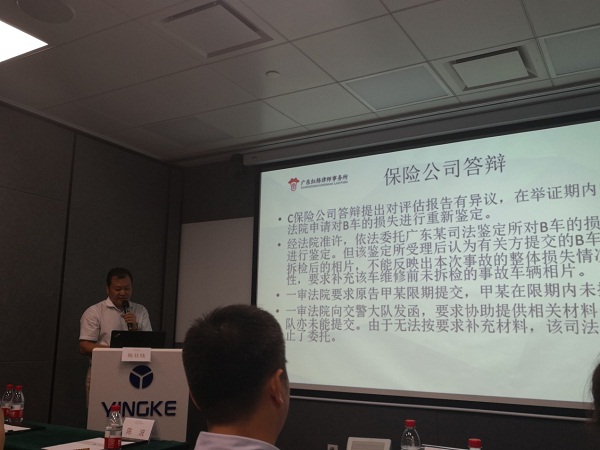 广东红棉律师事务所
保险公司答辩
• C保险公司答辩提出对评估报告有异议，在举证期内
法院申请对B车的损失进行重新鉴定。
• 经法院准许，依法委托广东某司法鉴定所对B车的损
进行鉴定。但该鉴定所受理后认为有关方提交的B车
拆检后的相片，不能反映出本次事故的整体损失情况
性，要求补充该车维修前未拆检的事故车辆相片。
• 一审法院要求原告甲某限期提交，甲某在限期内未
• 一审法院向交警大队发函，要求协助提供相关材料
队亦未能提交。由于无法按要求补充材料，该司法
止了委托。
YINGKE